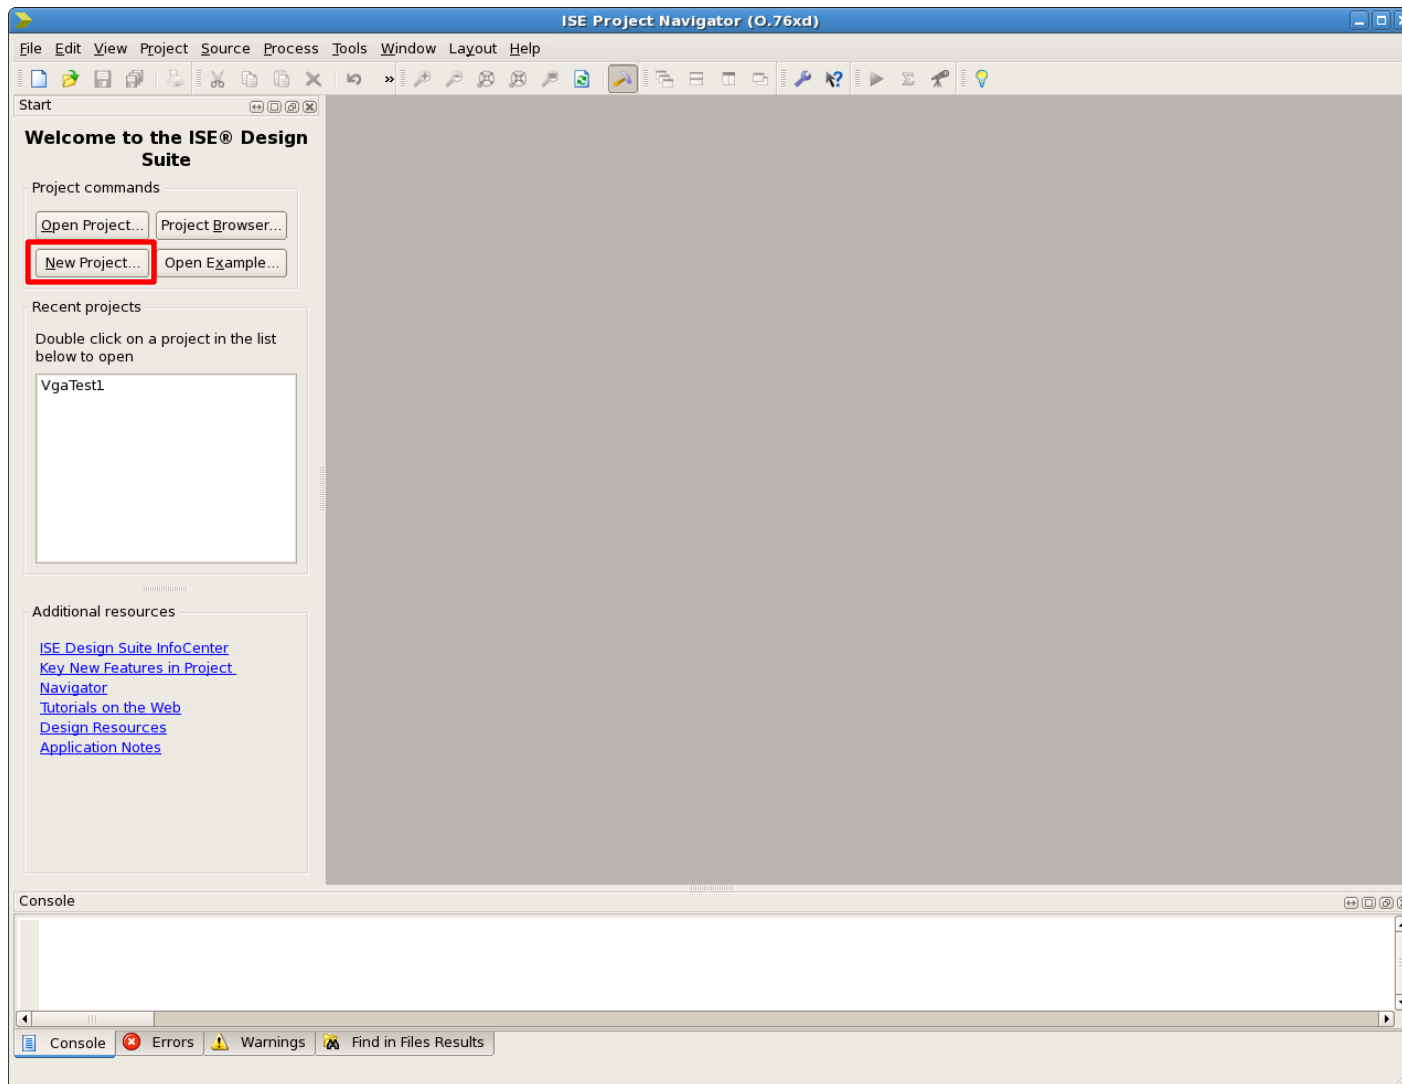 ISE Project Navigator (O.76xd)
File Edit View Project Source Process Tools Window Layout Help
»
Start
Welcome to the ISE® Design
Suite
Project commands
Open Project... Project Browser...
New Project... Open Example...
Recent projects
Double click on a project in the list
below to open
VgaTest1
Additional resources
ISE Design Suite InfoCenter
Key New Features in Project
Navigator
Tutorials on the Web
Design Resources
Application Notes
Console
Console Errors Warnings Find in Files Results